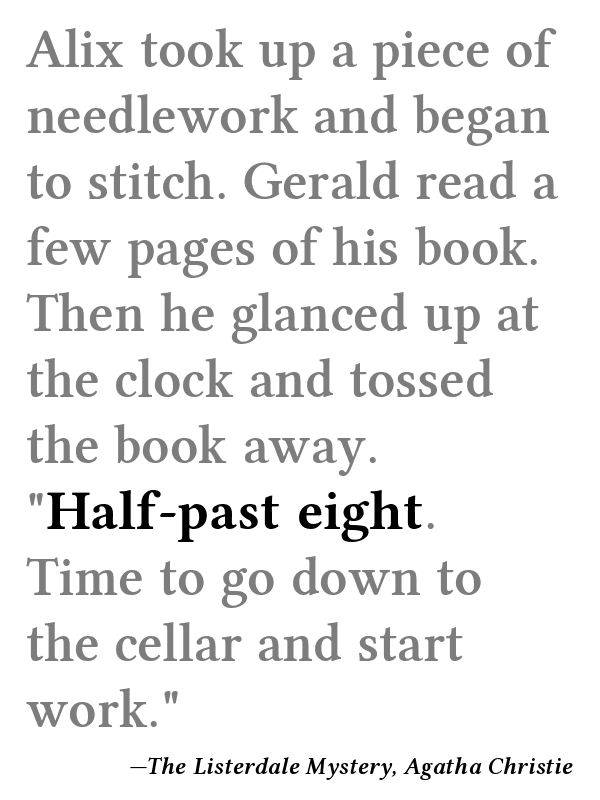 Alix took up a piece of
needlework and began
to stitch. Gerald read a
few pages of his book.
Then he glanced up at
the clock and tossed
the book away.
"Half-past eight.
Time to go down to
the cellar and start
work."
—The Listerdale Mystery, Agatha Christie